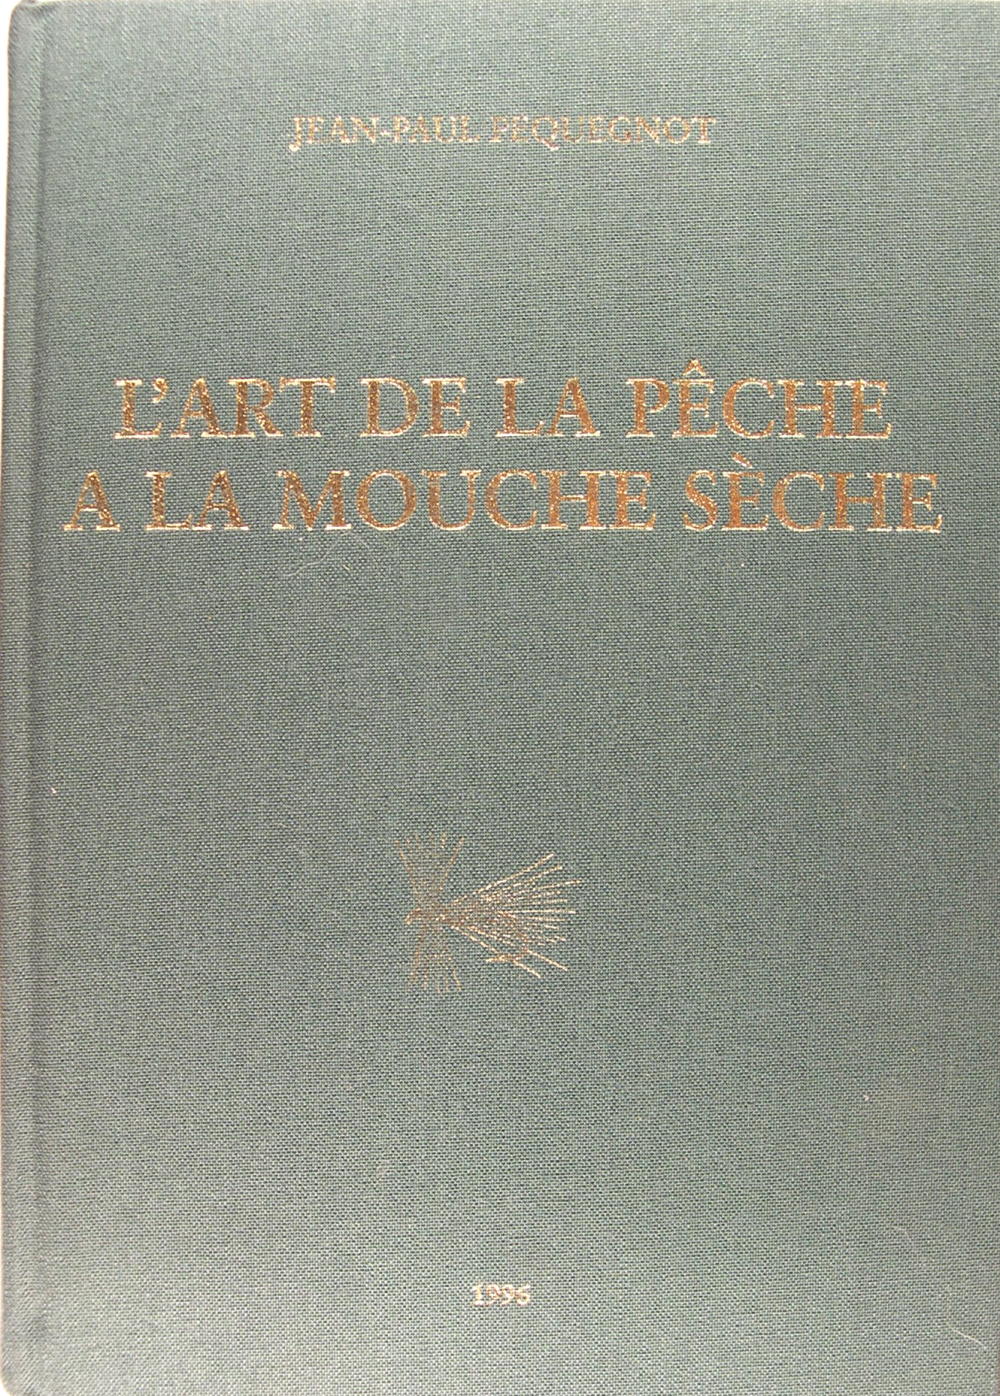 JEAN-PAUL PEQUEGNOT
L'ART DE LA PÊCHE
A LA MOUCHE SÈCHE
1996